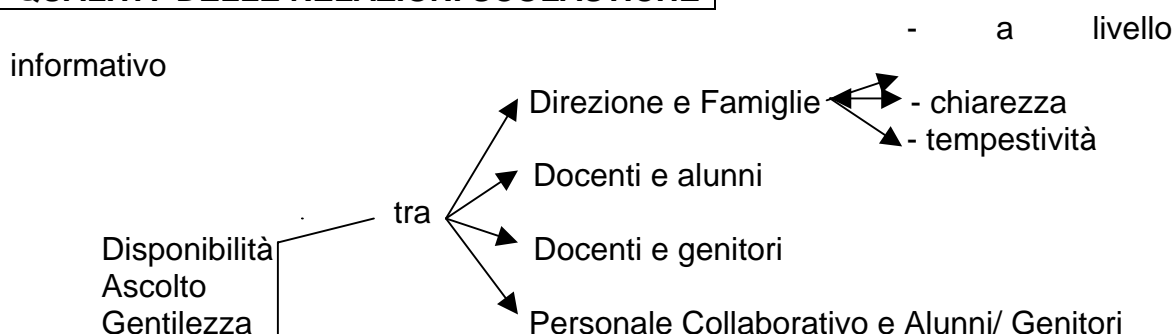 - a livello
informativo
Direzione e Famiglie - chiarezza
- tempestività
Docenti e alunni
tra
Disponibilità Docenti e genitori
Ascolto
Gentilezza Personale Collaborativo e Alunni/ Genitori